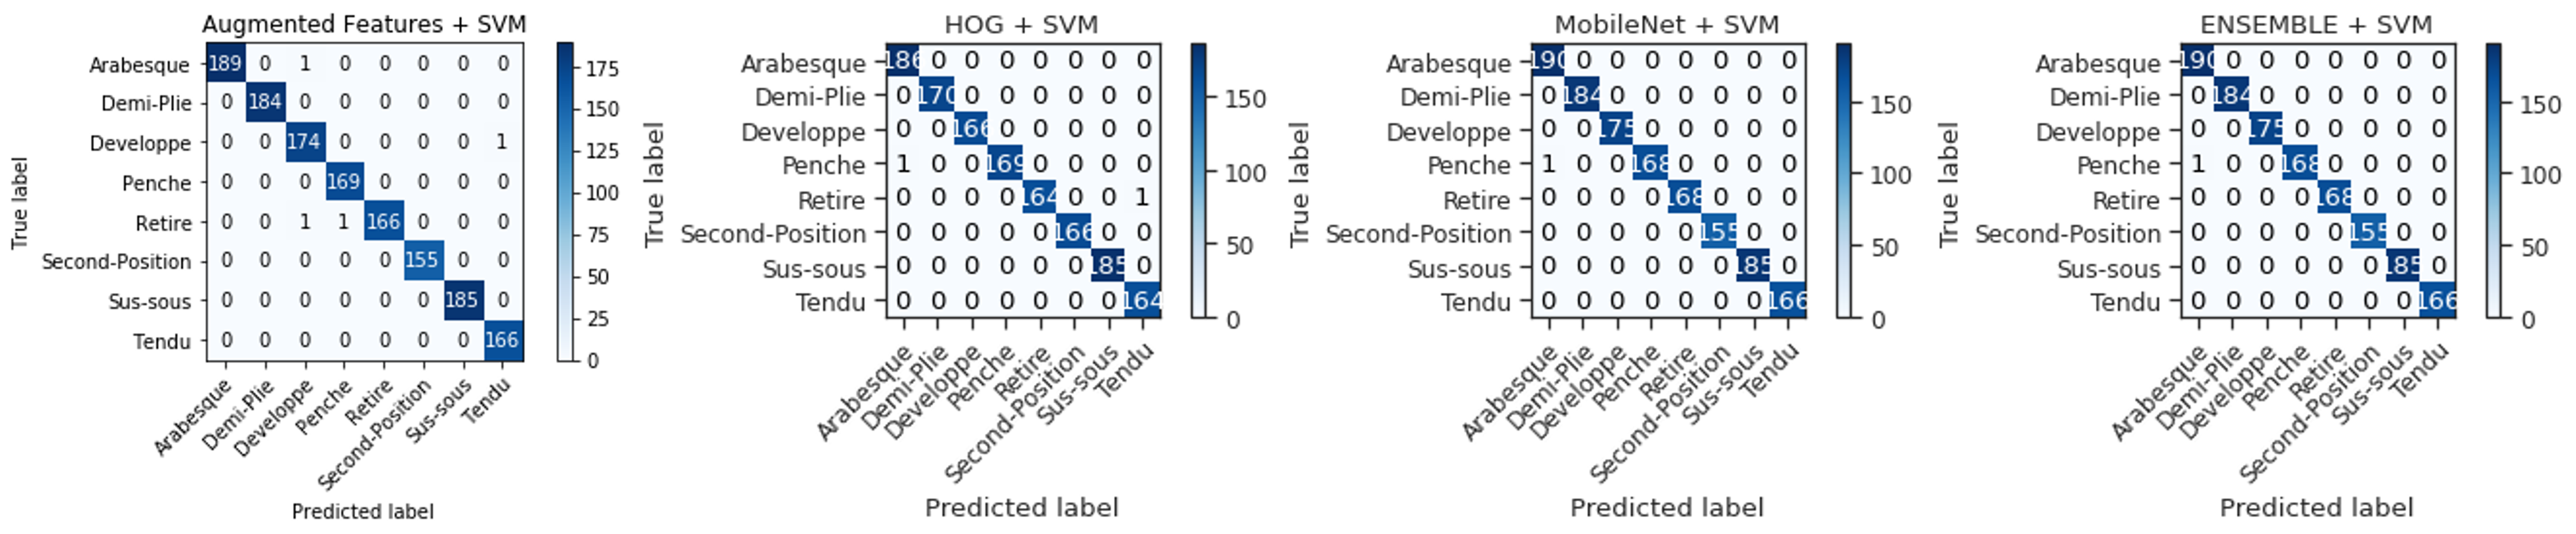 Augmented Features + SVM
True label
Arabesque 189 0 1 0 0 0 0 0
Demi-Plie 0 184 0 0 0 0 0 0
Developpe 0 0 174 0 0 0 0 1
Penche 0 0 0 169 0 0 0 0
Retire 0 0 1 1 166 0 0 0
Second-Position 0 0 0 0 0 155 0 0
Sus-sous 0 0 0 0 0 0 185 0
Tendu 0 0 0 0 0 0 0 166
Arabesque Demi-Plie Developpe Penche Retire Second-Position Sus-sous Tendu
Predicted label
175
150
125
100
75
50
25
0
HOG + SVM
True label
Arabesque 186 0 0 0 0 0 0 0
Demi-Plie 0 170 0 0 0 0 0 0
Developpe 0 0 166 0 0 0 0 0
Penche 1 0 0 169 0 0 0 0
Retire 0 0 0 0 164 0 0 1
Second-Position 0 0 0 0 0 166 0 0
Sus-sous 0 0 0 0 0 0 185 0
Tendu 0 0 0 0 0 0 0 164
Arabesque Demi-Plie Developpe Penche Retire Second-Position Sus-sous Tendu
Predicted label
150
100
50
0
MobileNet + SVM
True label
Arabesque 190 0 0 0 0 0 0 0
Demi-Plie 0 184 0 0 0 0 0 0
Developpe 0 0 175 0 0 0 0 0
Penche 1 0 0 168 0 0 0 0
Retire 0 0 0 0 168 0 0 0
Second-Position 0 0 0 0 0 155 0 0
Sus-sous 0 0 0 0 0 0 185 0
Tendu 0 0 0 0 0 0 0 166
Arabesque Demi-Plie Developpe Penche Retire Second-Position Sus-sous Tendu
Predicted label
150
100
50
0
ENSEMBLE + SVM
True label
Arabesque 190 0 0 0 0 0 0 0
Demi-Plie 0 184 0 0 0 0 0 0
Developpe 0 0 175 0 0 0 0 0
Penche 1 0 0 168 0 0 0 0
Retire 0 0 0 0 168 0 0 0
Second-Position 0 0 0 0 0 155 0 0
Sus-sous 0 0 0 0 0 0 185 0
Tendu 0 0 0 0 0 0 0 166
Arabesque Demi-Plie Developpe Penche Retire Second-Position Sus-sous Tendu
Predicted label
150
100
50
0